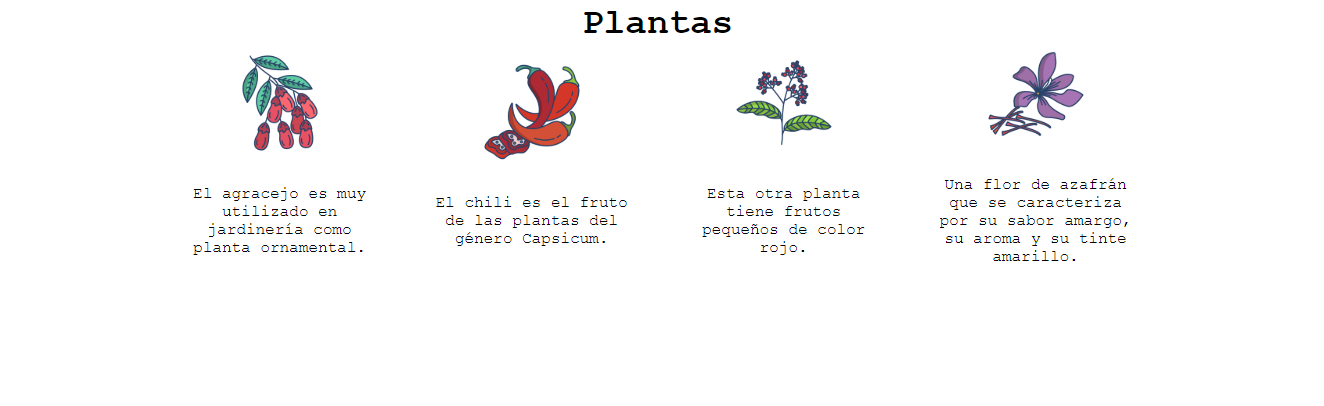 Plantas
El agracejo es muy
utilizado en
jardinería como
planta ornamental.
El chili es el fruto
de las plantas del
género Capsicum.
Esta otra planta
tiene frutos
pequeños de color
rojo.
Una flor de azafrán
que se caracteriza
por su sabor amargo,
su aroma y su tinte
amarillo.